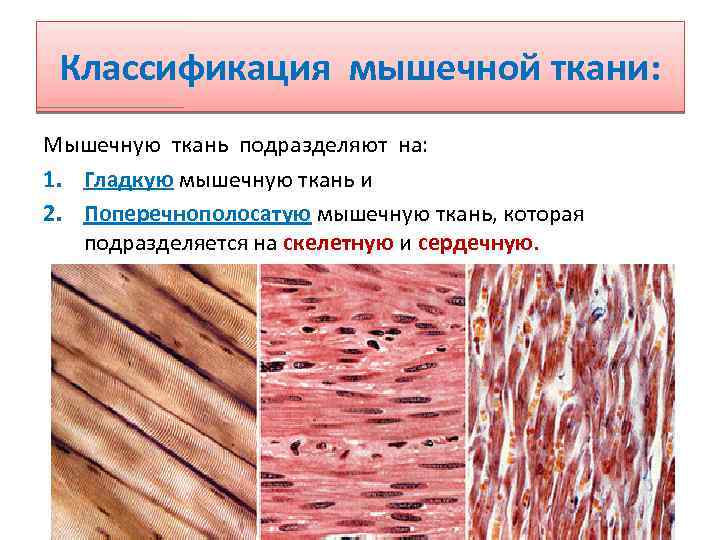 Классификация мышечной ткани:
Мышечную ткань подразделяют на:
1. Гладкую мышечную ткань и
2. Поперечнополосатую мышечную ткань, которая
подразделяется на скелетную и сердечную.